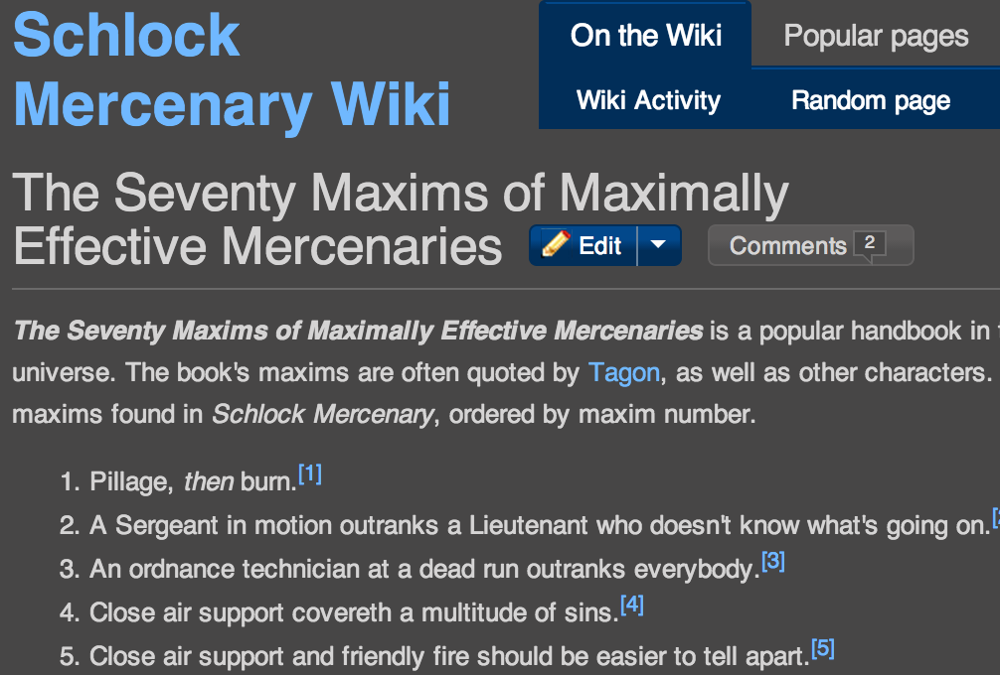 Schlock
Mercenary Wiki
On the Wiki
Popular pages
Wiki Activity
Random page
The Seventy Maxims of Maximally
Effective Mercenaries
Edit
Comments 2
The Seventy Maxims of Maximally Effective Mercenaries is a popular handbook in
universe. The book's maxims are often quoted by Tagon, as well as other characters.
maxims found in Schlock Mercenary, ordered by maxim number.
1. Pillage, then burn.[1]
2. A Sergeant in motion outranks a Lieutenant who doesn't know what's going on.
3. An ordnance technician at a dead run outranks everybody.[3]
4. Close air support covereth a multitude of sins.[4]
5. Close air support and friendly fire should be easier to tell apart.[5]